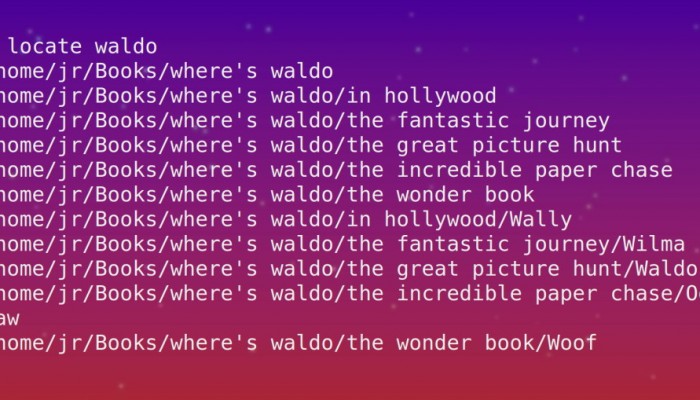 locate waldo
home/jr/Books/where's waldo
home/jr/Books/where's waldo/in hollywood
home/jr/Books/where's waldo/the fantastic journey
home/jr/Books/where's waldo/the great picture hunt
home/jr/Books/where's waldo/the incredible paper chase
home/jr/Books/where's waldo/the wonder book
home/jr/Books/where's waldo/in hollywood/Wally
home/jr/Books/where's waldo/the fantastic journey/Wilma
home/jr/Books/where's waldo/the great picture hunt/Waldo
home/jr/Books/where's waldo/the incredible paper chase/O
aw
home/jr/Books/where's waldo/the wonder book/Woof